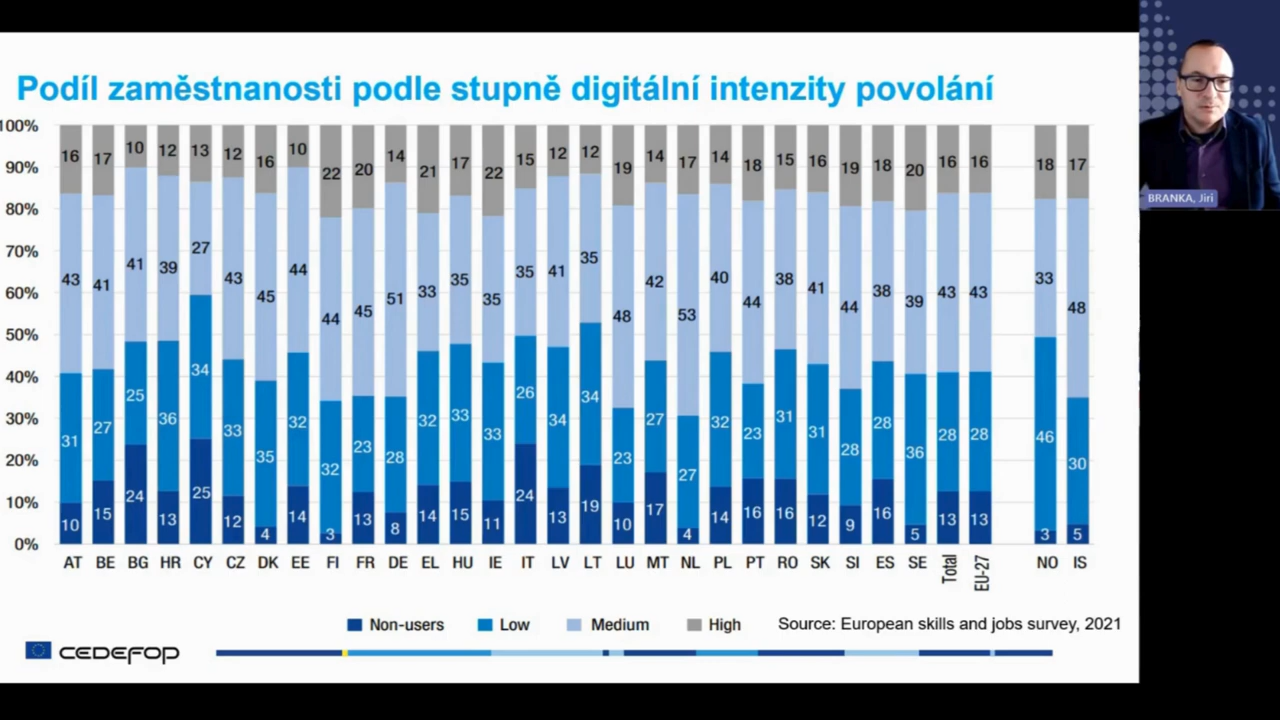 Podíl zaměstnanosti podle stupně digitální intenzity povolání
100%
90%
80%
70%
60%
50%
40%
30%
20%
10%
0%
16 17 10 12 13 12 16 10 22 20 14 21 17 22 15 12 12 19 14 17 14 18 15 16 19 18 20 16 16 18 17
43 41 41 39 27 43 45 44 44 45 51 33 35 35 35 41 35 48 42 53 40 44 38 41 44 38 39 43 43 33 48
31 27 25 36 34 33 35 32 32 23 28 32 33 33 26 34 34 23 27 27 32 23 31 31 28 28 36 28 28 46 30
10 15 24 13 25 12 4 14 3 13 8 14 15 11 24 13 19 10 17 4 14 16 16 12 9 16 5 13 13 3 5
AT BE BG HR CY CZ DK EE FI FR DE EL HU IE IT LV LT LU MT NL PL PT RO SK SI ES SE Total EU-27 NO IS
Non-users Low Medium High
Source: European skills and jobs survey, 2021
CEDEFOP
BRANKA, Jiri